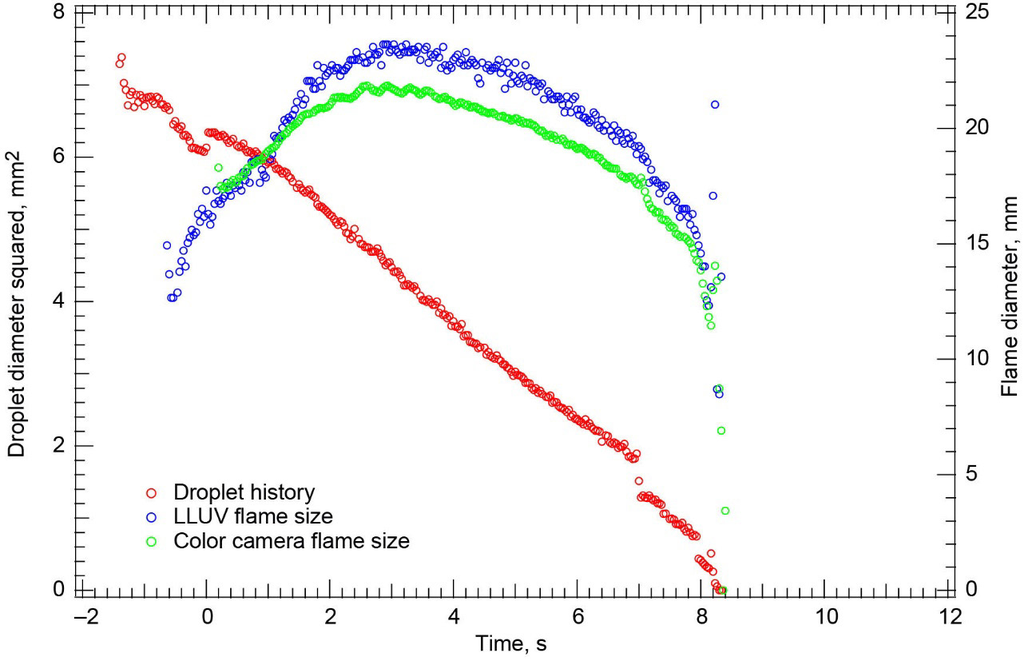 8
6
4
2
0
Droplet diameter squared, mm2
25
20
15
10
5
0
Flame diameter, mm
Droplet history
LLUV flame size
Color camera flame size
–2 0 2 4 6 8 10 12
Time, s